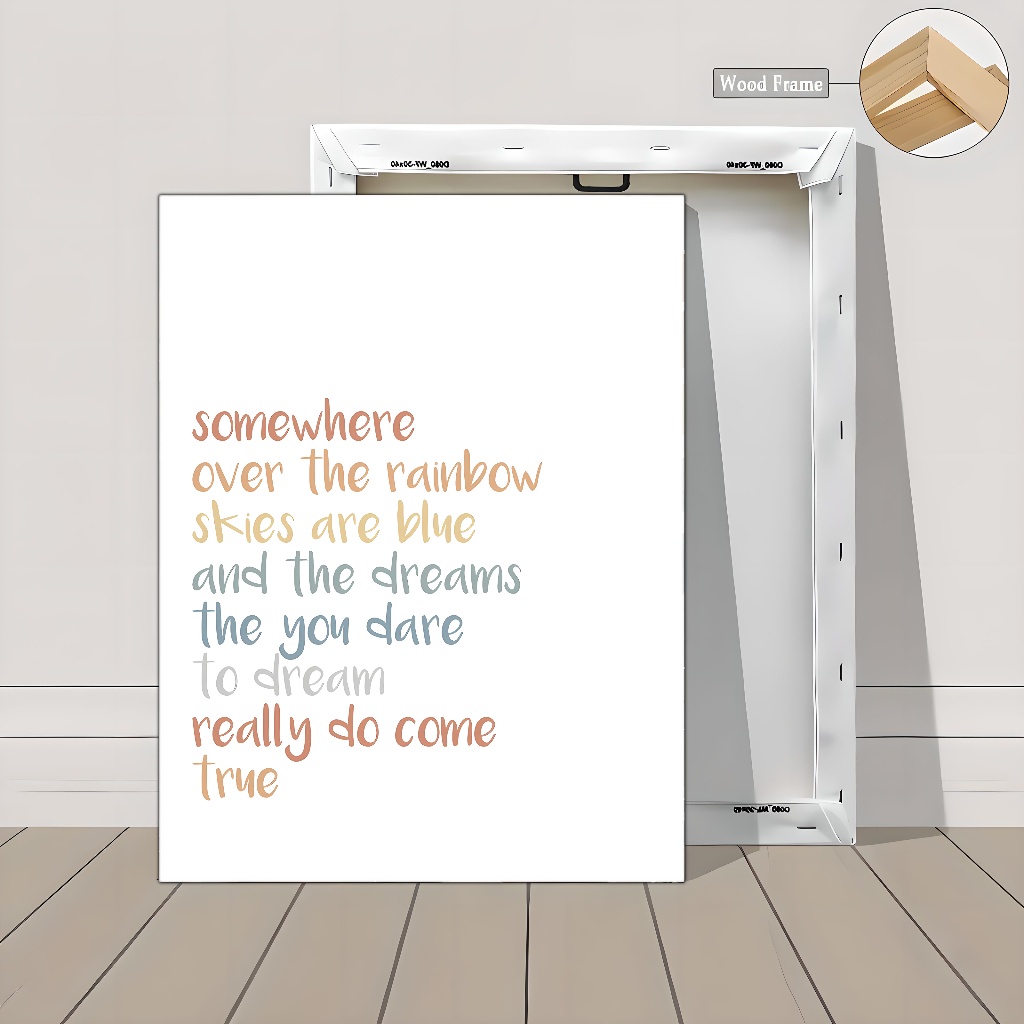 Wood Frame
somewhere
over the rainbow
skies are blue
and the dreams
the you dare
to dream
really do come
true